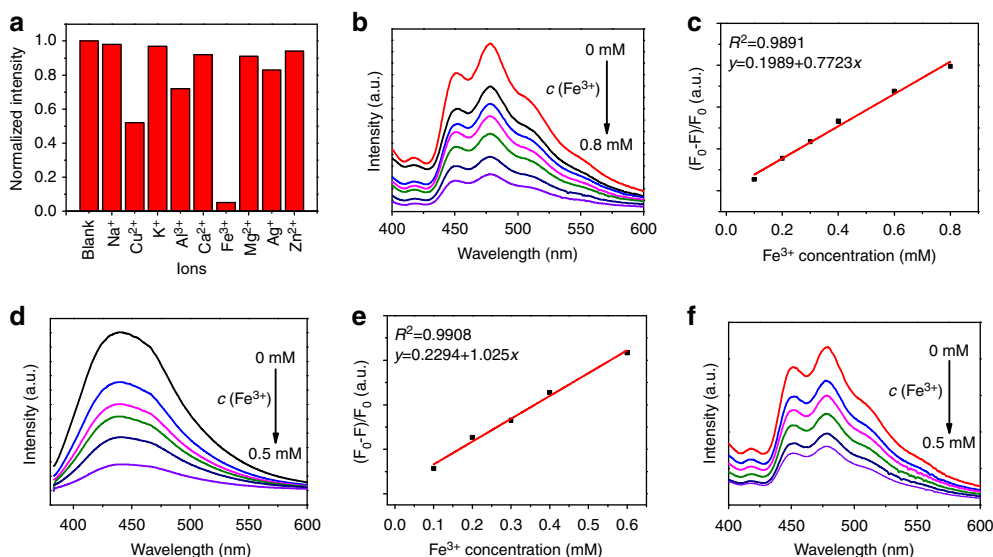 a
Normalized intensity
1.0
0.8
0.6
0.4
0.2
0.0
Blank
Na⁺
Cu²⁺
K⁺
Al³⁺
Ca²⁺
Fe³⁺
Mg²⁺
Ag⁺
Zn²⁺
Ions
b
Intensity (a.u.)
0 mM
c (Fe³⁺)
0.8 mM
400 450 500 550 600
Wavelength (nm)
c
(F₀-F)/F₀ (a.u.)
R²=0.9891
y=0.1989+0.7723x
0.0 0.2 0.4 0.6 0.8
Fe³⁺ concentration (mM)
d
Intensity (a.u.)
0 mM
c (Fe³⁺)
0.5 mM
400 450 500 550 600
Wavelength (nm)
e
(F₀-F)/F₀ (a.u.)
R²=0.9908
y=0.2294+1.025x
0.0 0.1 0.2 0.3 0.4 0.5 0.6
Fe³⁺ concentration (mM)
f
Intensity (a.u.)
0 mM
c (Fe³⁺)
0.5 mM
400 450 500 550 600
Wavelength (nm)